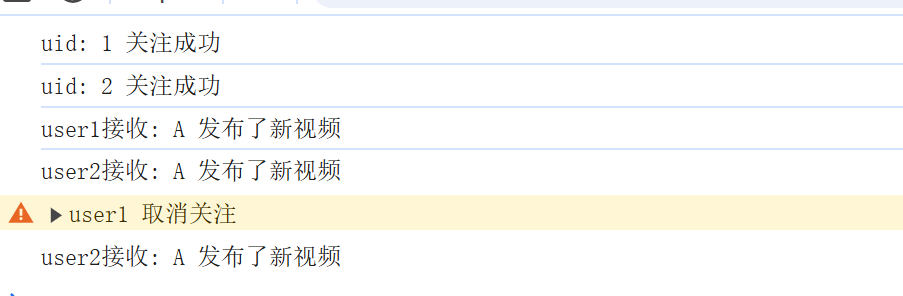 uid: 1 关注成功
uid: 2 关注成功
user1接收: A 发布了新视频
user2接收: A 发布了新视频
user1 取消关注
user2接收: A 发布了新视频